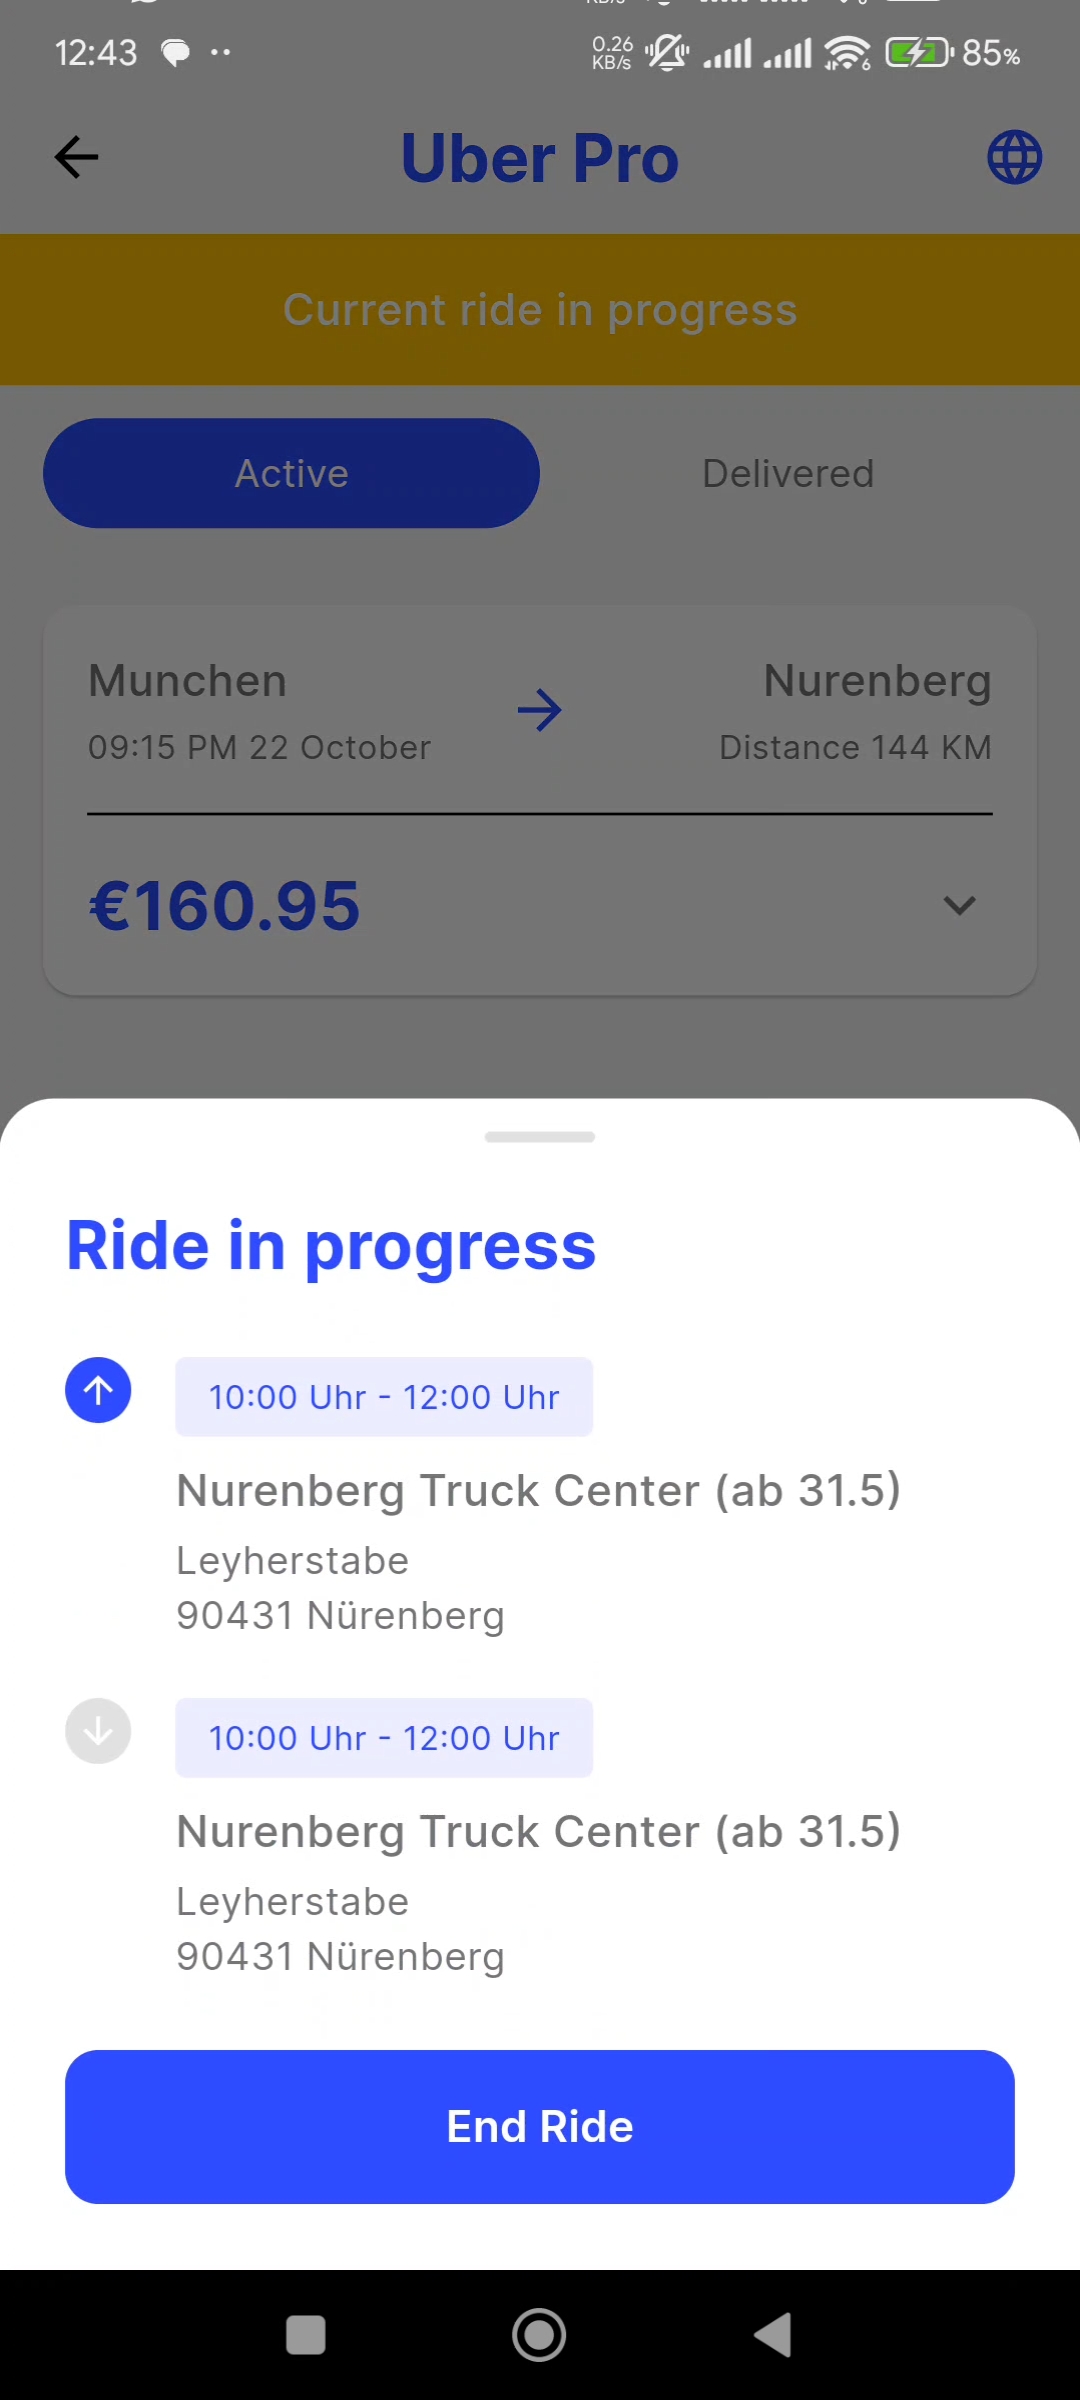 12:43
0.26
KB/s
6
85%
Uber Pro
Current ride in progress
Active
Delivered
Munchen
Nurenberg
09:15 PM 22 October
Distance 144 KM
€160.95
Ride in progress
10:00 Uhr - 12:00 Uhr
Nurenberg Truck Center (ab 31.5)
Leyherstabe
90431 Nürenberg
10:00 Uhr - 12:00 Uhr
Nurenberg Truck Center (ab 31.5)
Leyherstabe
90431 Nürenberg
End Ride